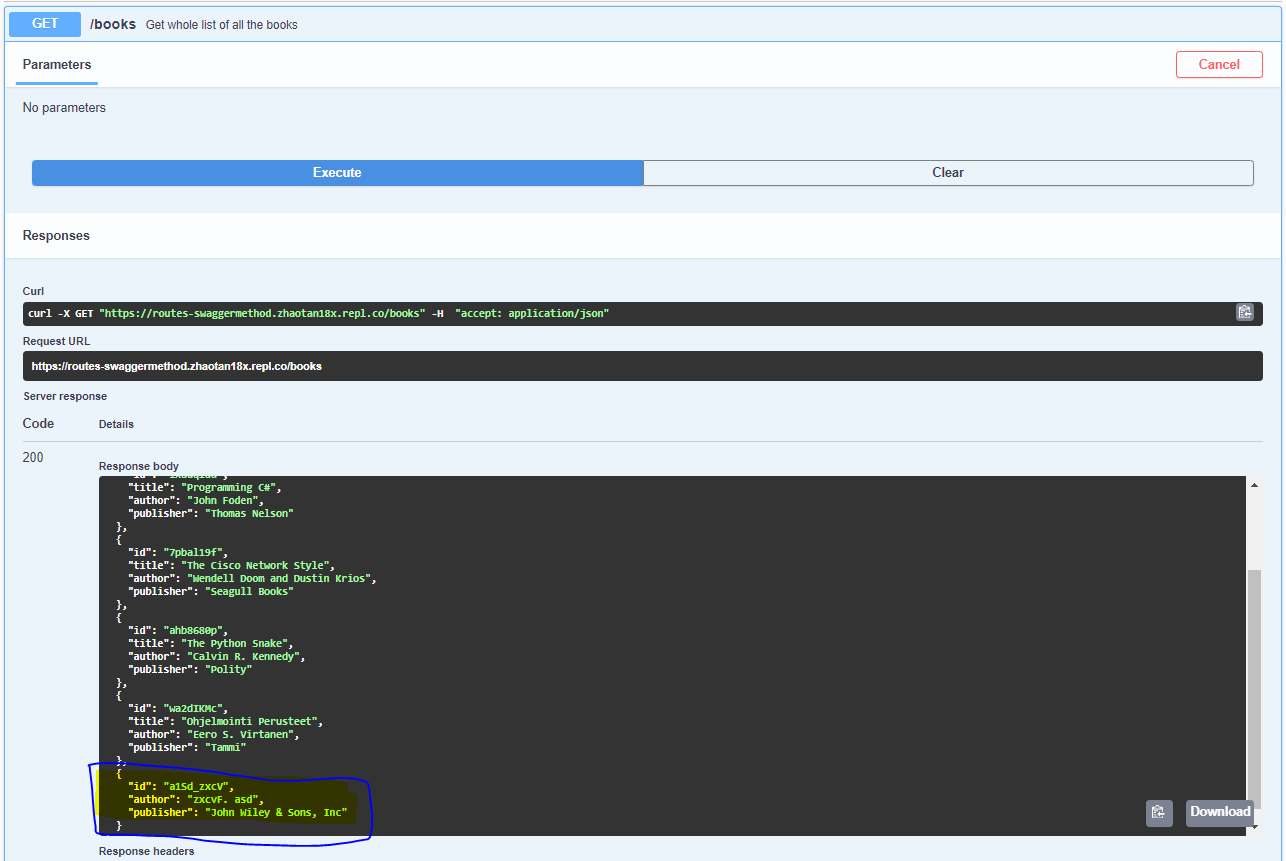 GET /books Get whole list of all the books
Parameters
Cancel
No parameters
Execute
Clear
Responses
Curl
curl -X GET "https://routes-swaggermethod.zhaotan18x.repl.co/books" -H  "accept: application/json"
Request URL
https://routes-swaggermethod.zhaotan18x.repl.co/books
Server response
Code Details
200
Response body
"title": "Programming C#",
"author": "John Foden",
"publisher": "Thomas Nelson"
},
{
"id": "7pbal19f",
"title": "The Cisco Network Style",
"author": "Wendell Doom and Dustin Krios",
"publisher": "Seagull Books"
},
{
"id": "ahb8680p",
"title": "The Python Snake",
"author": "Calvin R. Kennedy",
"publisher": "Polity"
},
{
"id": "wa2dIKMc",
"title": "Ohjelmointi Perusteet",
"author": "Eero S. Virtanen",
"publisher": "Tammi"
},
{
"id": "a1Sd_zxcV",
"author": "zxcvF. asd",
"publisher": "John Wiley & Sons, Inc"
}
Download
Response headers